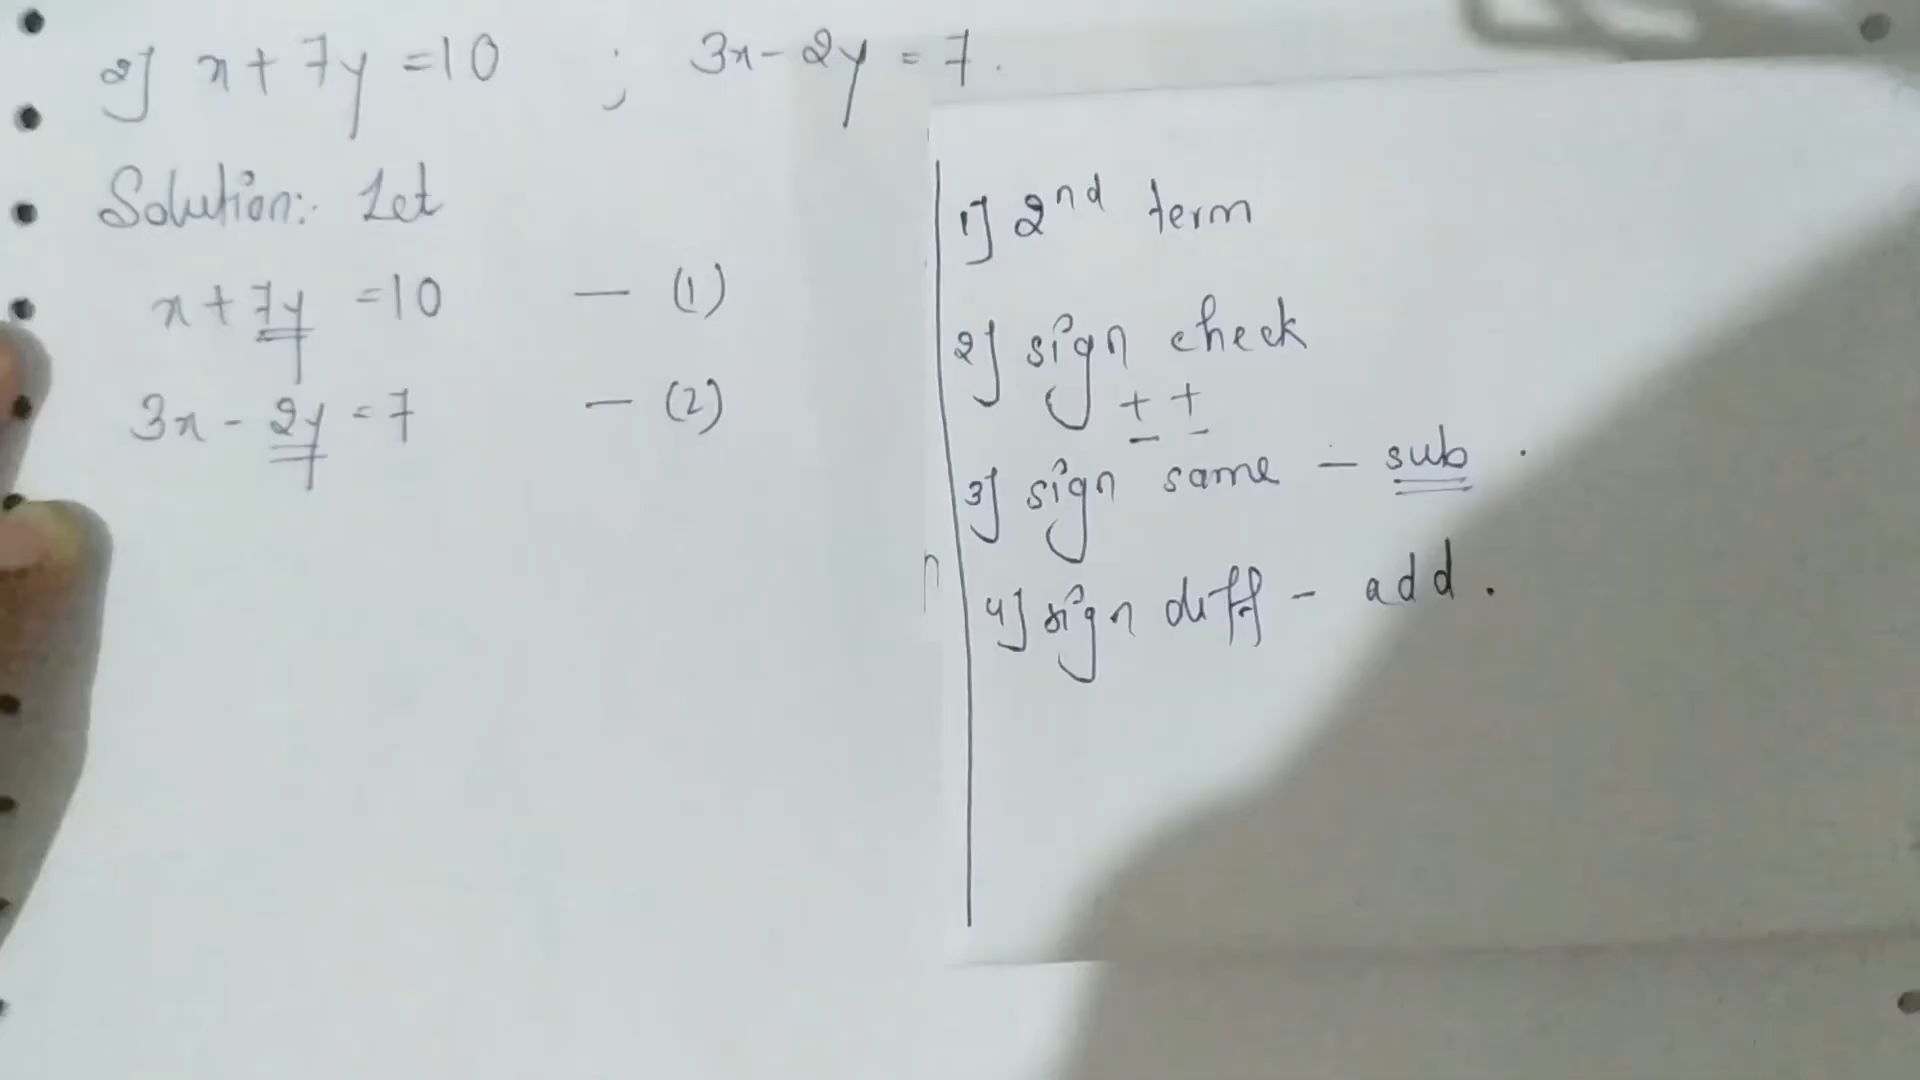 2] x + 7y = 10 ; 3x - 2y = 7.
Solution:- Let
x + 7y = 10 — (1)
3x - 2y = 7 — (2)
1] 2nd term
2] sign check
+ +
- -
3] sign same - sub.
4] sign diff - add.